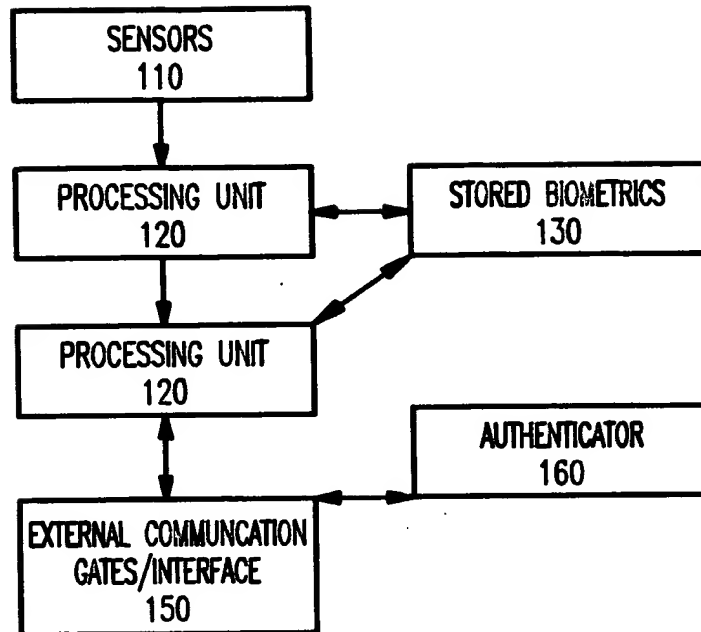 SENSORS
110
PROCESSING UNIT
120
STORED BIOMETRICS
130
PROCESSING UNIT
120
AUTHENTICATOR
160
EXTERNAL COMMUNCATION
GATES/INTERFACE
150